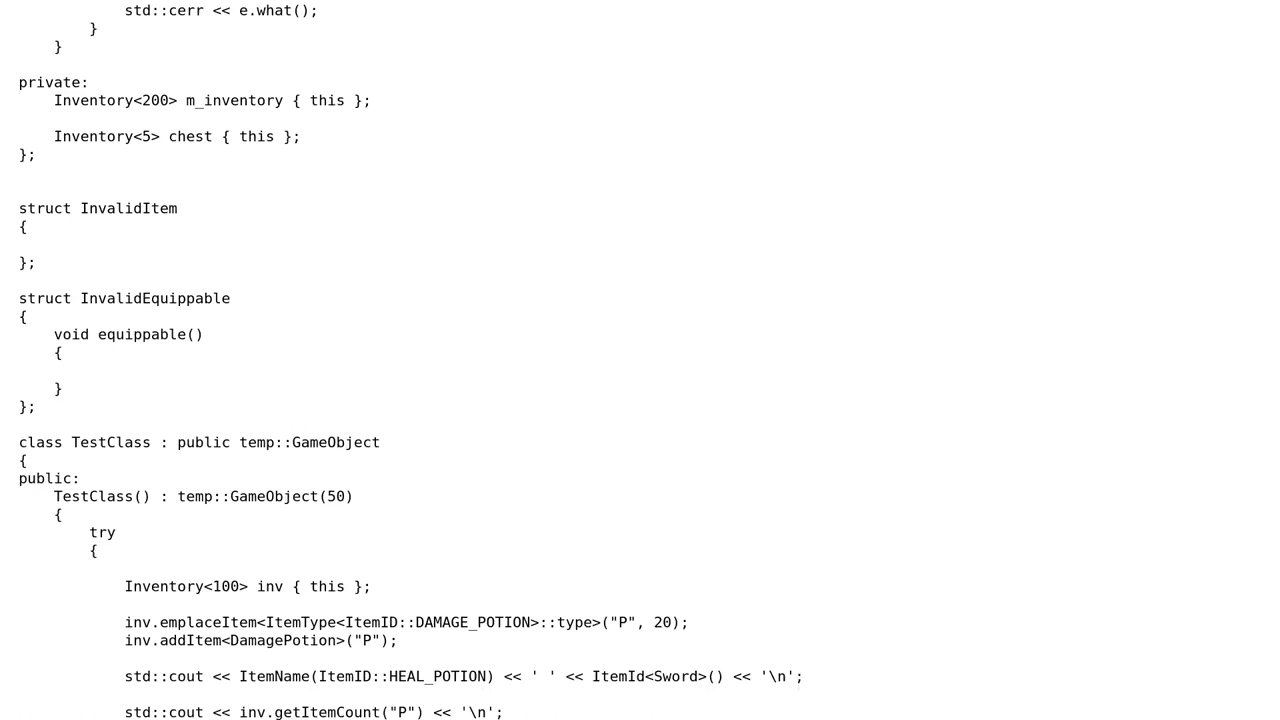 std::cerr << e.what();
        }
    }

private:
    Inventory<200> m_inventory { this };

    Inventory<5> chest { this };
};


struct InvalidItem
{

};

struct InvalidEquippable
{
    void equippable()
    {

    }
};

class TestClass : public temp::GameObject
{
public:
    TestClass() : temp::GameObject(50)
    {
        try
        {

            Inventory<100> inv { this };

            inv.emplaceItem<ItemType<ItemID::DAMAGE_POTION>::type>("P", 20);
            inv.addItem<DamagePotion>("P");

            std::cout << ItemName(ItemID::HEAL_POTION) << ' ' << ItemId<Sword>() << '\n';

            std::cout << inv.getItemCount("P") << '\n';